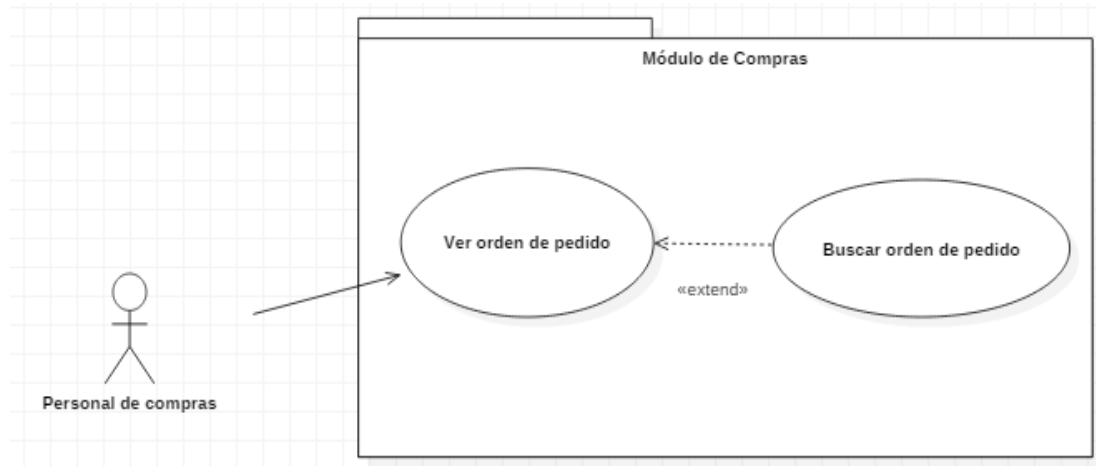 Módulo de Compras
Ver orden de pedido
Buscar orden de pedido
«extend»
Personal de compras